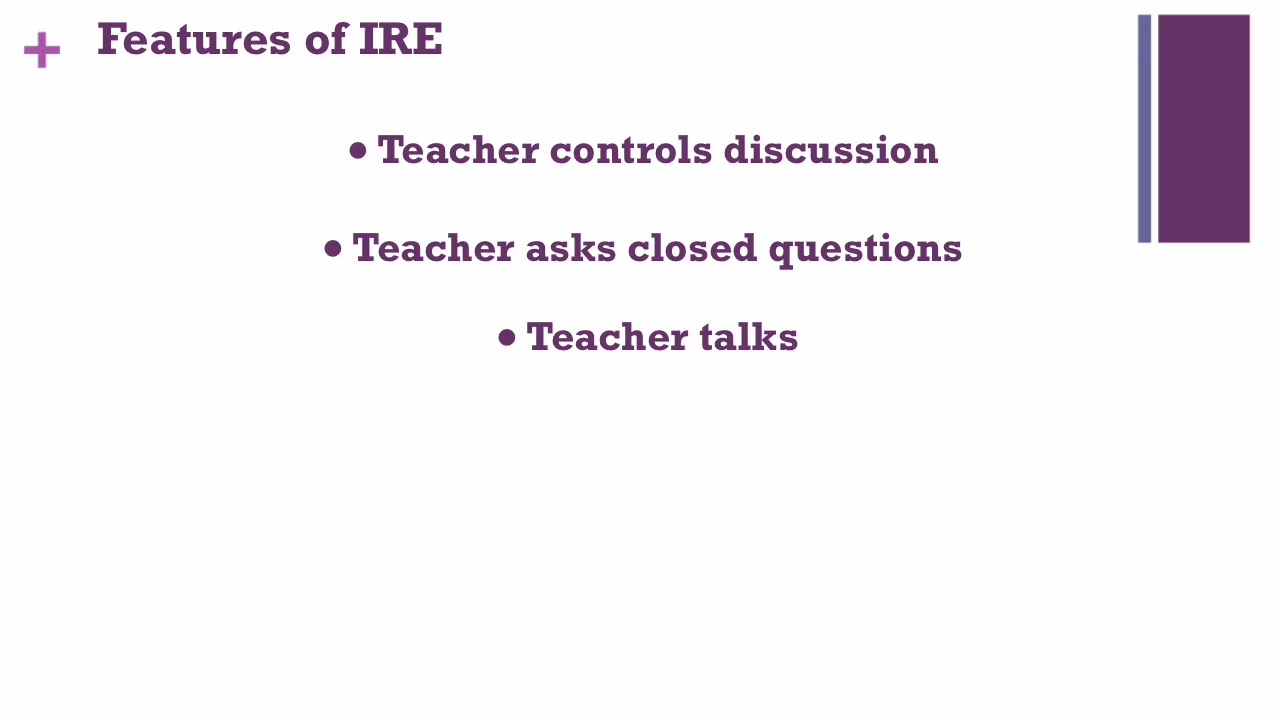 + Features of IRE
• Teacher controls discussion
• Teacher asks closed questions
• Teacher talks